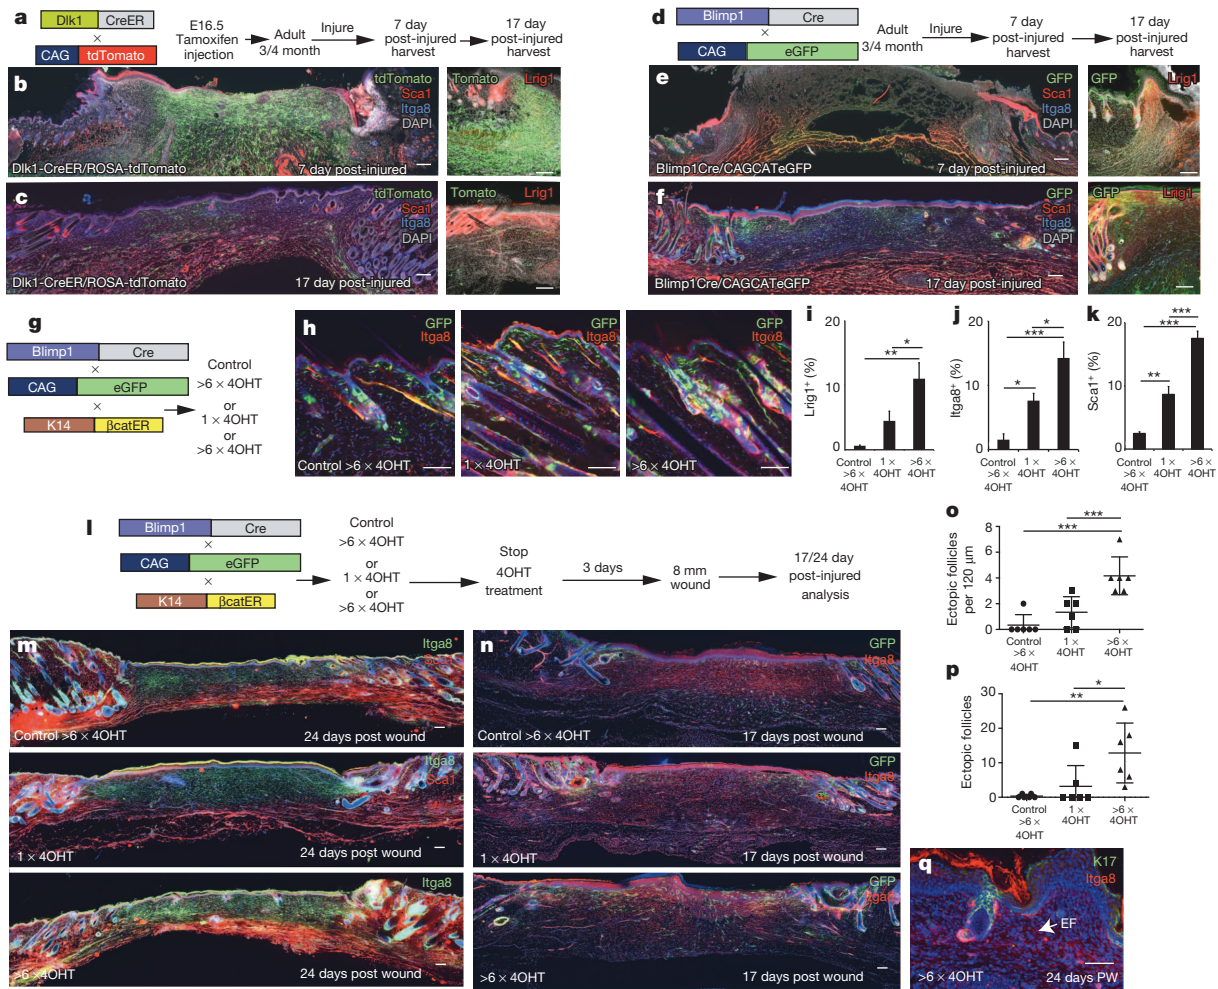 a
Dlk1
CreER
×
CAG
tdTomato
E16.5
Tamoxifen
injection
Adult
3/4 month
Injure
7 day
post-injured
harvest
17 day
post-injured
harvest
b
tdTomato
Sca1
Itga8
DAPI
Dlk1-CreER/ROSA-tdTomato
7 day post-injured
Tomato
Lrig1
c
tdTomato
Sca1
Itga8
DAPI
Dlk1-CreER/ROSA-tdTomato
17 day post-injured
Tomato
Lrig1
d
Blimp1
Cre
×
CAG
eGFP
Adult
3/4 month
Injure
7 day
post-injured
harvest
17 day
post-injured
harvest
e
GFP
Sca1
Itga8
DAPI
Blimp1Cre/CAGCATeGFP
7 day post-injured
GFP
Lrig1
f
GFP
Sca1
Itga8
DAPI
Blimp1Cre/CAGCATeGFP
17 day post-injured
GFP
Lrig1
g
Blimp1
Cre
×
CAG
eGFP
×
K14
βcatER
Control
>6 × 4OHT
or
1 × 4OHT
or
>6 × 4OHT
h
GFP
Itga8
Control >6 × 4OHT
GFP
Itga8
1 × 4OHT
GFP
Itga8
>6 × 4OHT
i
Lrig1⁺ (%)
20
10
0
*
**
Control
>6 ×
4OHT
1 ×
4OHT
>6 ×
4OHT
j
Itga8⁺ (%)
20
10
0
*
***
*
Control
>6 ×
4OHT
1 ×
4OHT
>6 ×
4OHT
k
Sca1⁺ (%)
20
10
0
***
***
**
Control
>6 ×
4OHT
1 ×
4OHT
>6 ×
4OHT
l
Blimp1
Cre
×
CAG
eGFP
×
K14
βcatER
Control
>6 × 4OHT
or
1 × 4OHT
or
>6 × 4OHT
Stop
4OHT
treatment
3 days
8 mm
wound
17/24 day
post-injured
analysis
m
Itga8
Sca1
Control >6 × 4OHT
24 days post wound
Itga8
Sca1
1 × 4OHT
24 days post wound
Itga8
>6 × 4OHT
24 days post wound
n
GFP
Itga8
Control >6 × 4OHT
17 days post wound
GFP
Itga8
1 × 4OHT
17 days post wound
GFP
Itga8
>6 × 4OHT
17 days post wound
o
Ectopic follicles
per 120 μm
8
6
4
2
0
***
***
Control
>6 ×
4OHT
1 ×
4OHT
>6 ×
4OHT
p
Ectopic follicles
30
20
10
0
*
**
Control
>6 ×
4OHT
1 ×
4OHT
>6 ×
4OHT
q
K17
Itga8
EF
>6 × 4OHT
24 days PW